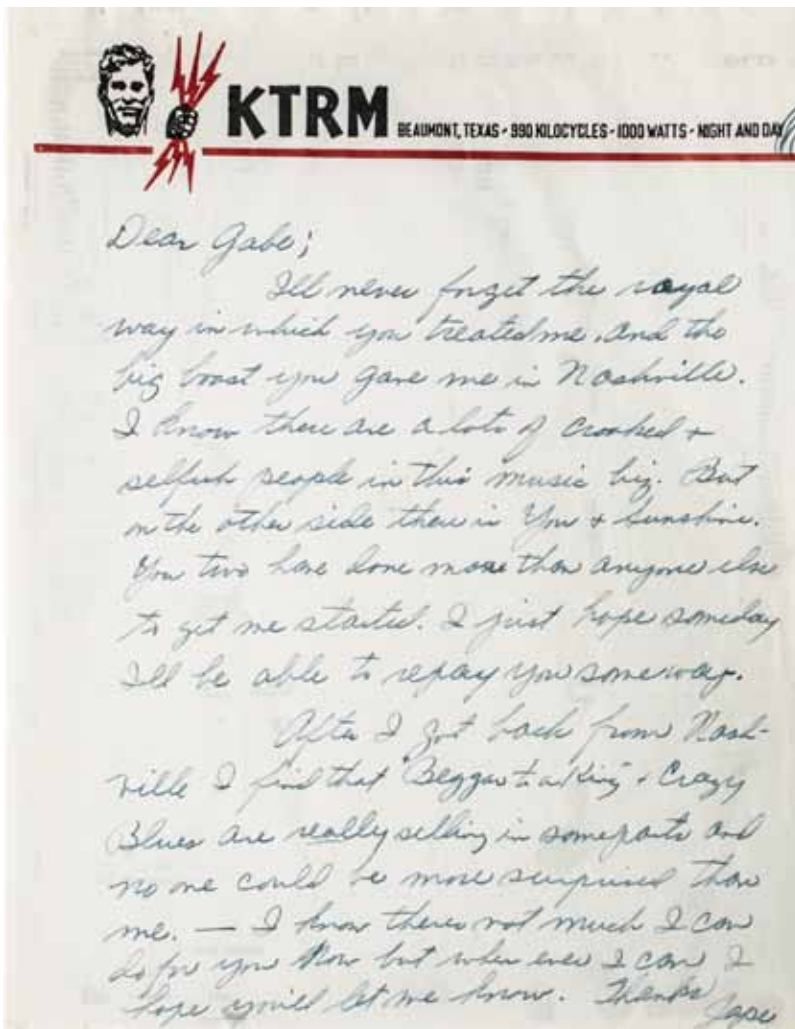 KTRM BEAUMONT, TEXAS - 990 KILOCYCLES - 1000 WATTS - NIGHT AND DAY
Dear Gabe;
I'll never forget the royal
way in which you treated me. And the
big boost you gave me in Nashville.
I know there are a lots of crooked +
selfish people in this music biz. But
on the other side there is You + Sunshine.
You two have done more than anyone else
to get me started. I just hope someday
I'll be able to repay you some way.
After I got back from Nash-
ville I find that "Beggar to a King" + Crazy
Blues are really selling in some parts and
no one could be more surprised than
me. — I know there's not much I can
do for you Now but when ever I can I
hope you'll let me know. Thanks
Jape